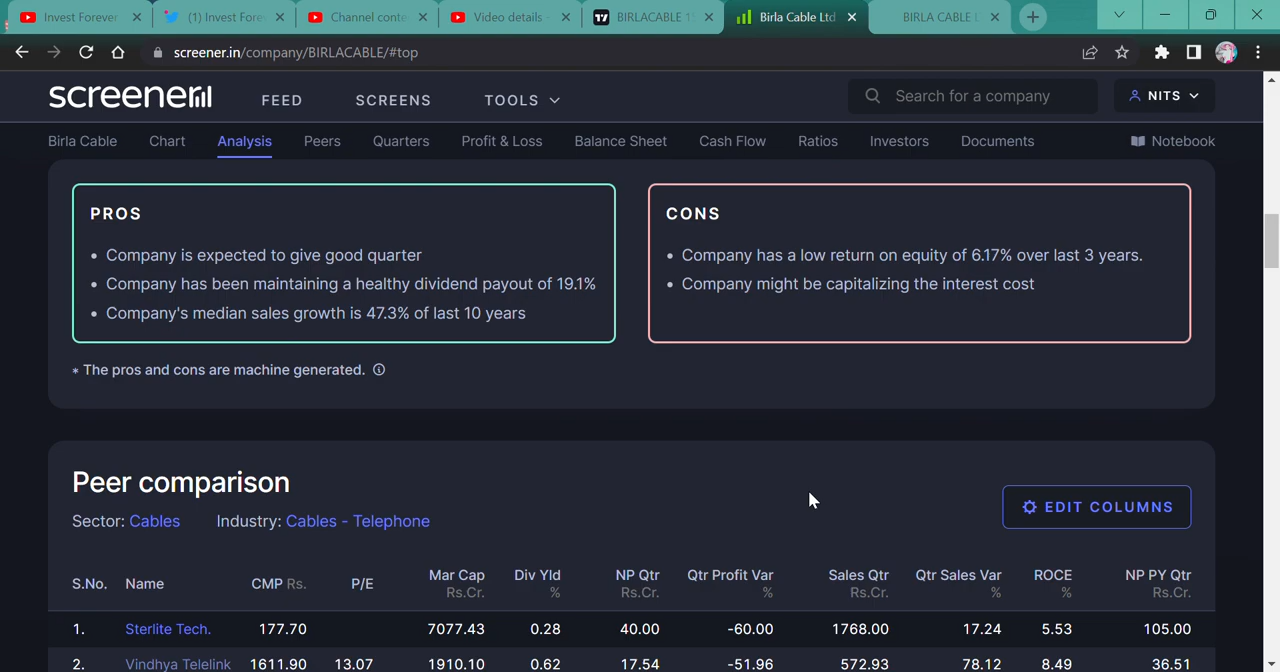 Invest Forever
(1) Invest Fore
Channel conte
Video details -
BIRLACABLE 1
Birla Cable Ltd
BIRLA CABLE L
screener.in/company/BIRLACABLE/#top
screener
FEED
SCREENS
TOOLS
Search for a company
NITS
Birla Cable
Chart
Analysis
Peers
Quarters
Profit & Loss
Balance Sheet
Cash Flow
Ratios
Investors
Documents
Notebook
PROS
• Company is expected to give good quarter
• Company has been maintaining a healthy dividend payout of 19.1%
• Company's median sales growth is 47.3% of last 10 years
CONS
• Company has a low return on equity of 6.17% over last 3 years.
• Company might be capitalizing the interest cost
* The pros and cons are machine generated.
Peer comparison
Sector: Cables Industry: Cables - Telephone
EDIT COLUMNS
S.No. Name CMP Rs. P/E Mar Cap Rs.Cr. Div Yld % NP Qtr Rs.Cr. Qtr Profit Var % Sales Qtr Rs.Cr. Qtr Sales Var % ROCE % NP PY Qtr Rs.Cr.
1. Sterlite Tech. 177.70 7077.43 0.28 40.00 -60.00 1768.00 17.24 5.53 105.00
2. Vindhya Telelink 1611.90 13.07 1910.10 0.62 17.54 -51.96 572.93 78.12 8.49 36.51